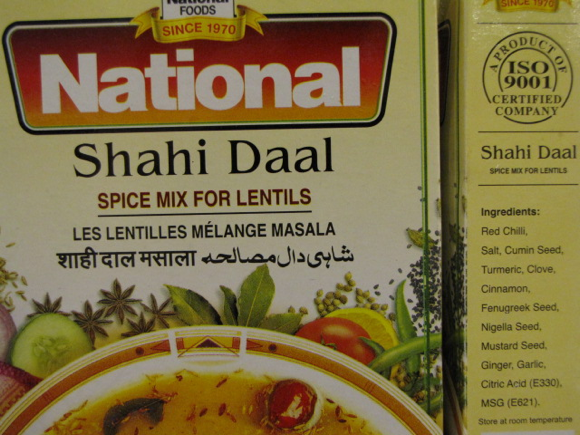 National
FOODS
SINCE 1970
National
Shahi Daal
SPICE MIX FOR LENTILS
LES LENTILLES MÉLANGE MASALA
शाही दाल मसाला شاہی دال مصالحہ
SINCE 1970
A PRODUCT OF
ISO
9001
CERTIFIED
COMPANY
Shahi Daal
SPICE MIX FOR LENTILS
Ingredients:
Red Chilli,
Salt, Cumin Seed,
Turmeric, Clove,
Cinnamon,
Fenugreek Seed,
Nigella Seed,
Mustard Seed,
Ginger, Garlic,
Citric Acid (E330),
MSG (E621).
Store at room temperature